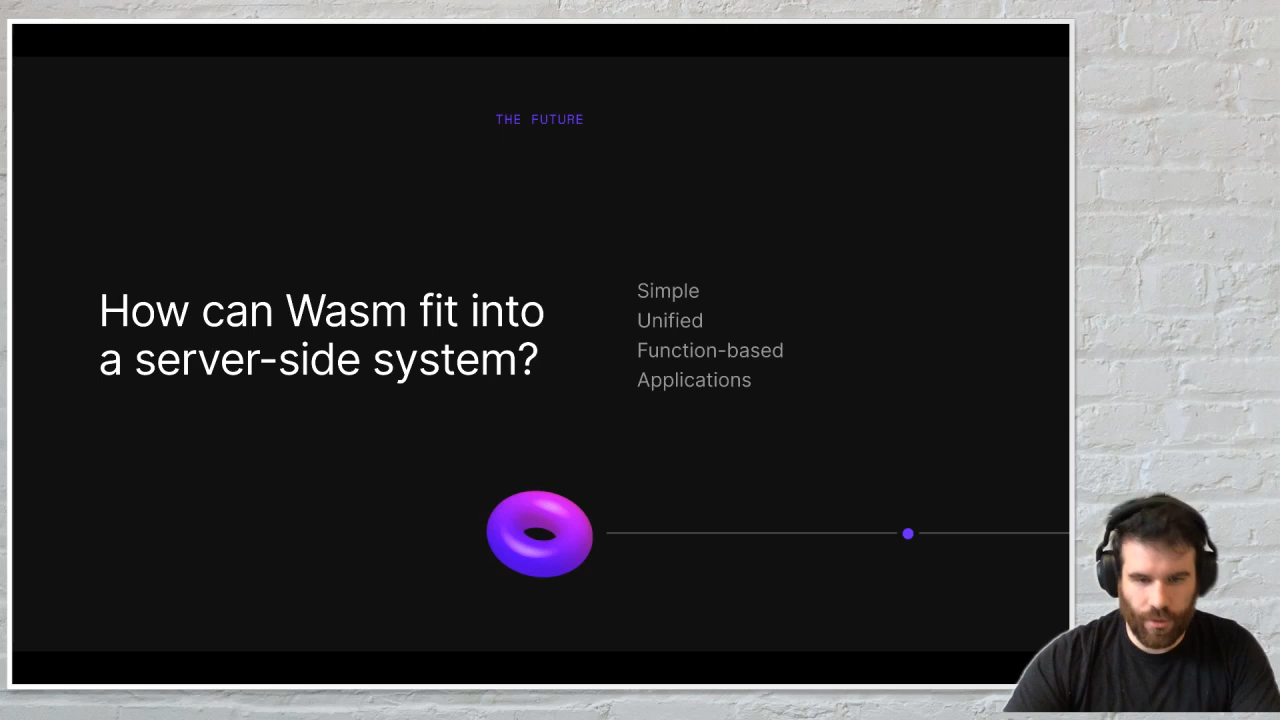 THE FUTURE
How can Wasm fit into
a server-side system?
Simple
Unified
Function-based
Applications